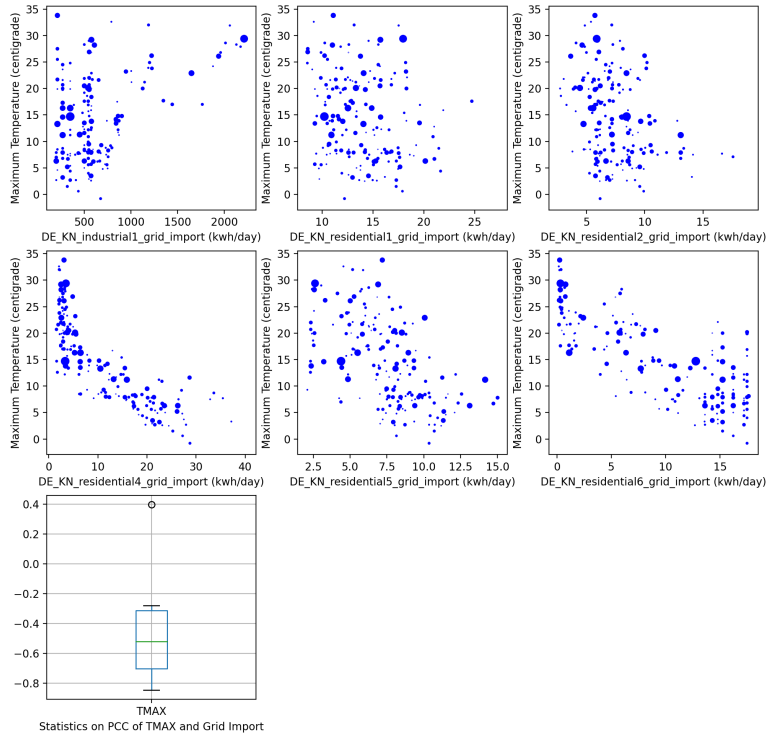 Maximum Temperature (centigrade)
35
30
25
20
15
10
5
0
500 1000 1500 2000
DE_KN_industrial1_grid_import (kwh/day)
Maximum Temperature (centigrade)
35
30
25
20
15
10
5
0
10 15 20 25
DE_KN_residential1_grid_import (kwh/day)
Maximum Temperature (centigrade)
35
30
25
20
15
10
5
0
5 10 15
DE_KN_residential2_grid_import (kwh/day)
Maximum Temperature (centigrade)
35
30
25
20
15
10
5
0
0 10 20 30 40
DE_KN_residential4_grid_import (kwh/day)
Maximum Temperature (centigrade)
35
30
25
20
15
10
5
0
2.5 5.0 7.5 10.0 12.5 15.0
DE_KN_residential5_grid_import (kwh/day)
Maximum Temperature (centigrade)
35
30
25
20
15
10
5
0
0 5 10 15
DE_KN_residential6_grid_import (kwh/day)
0.4
0.2
0.0
−0.2
−0.4
−0.6
−0.8
TMAX
Statistics on PCC of TMAX and Grid Import